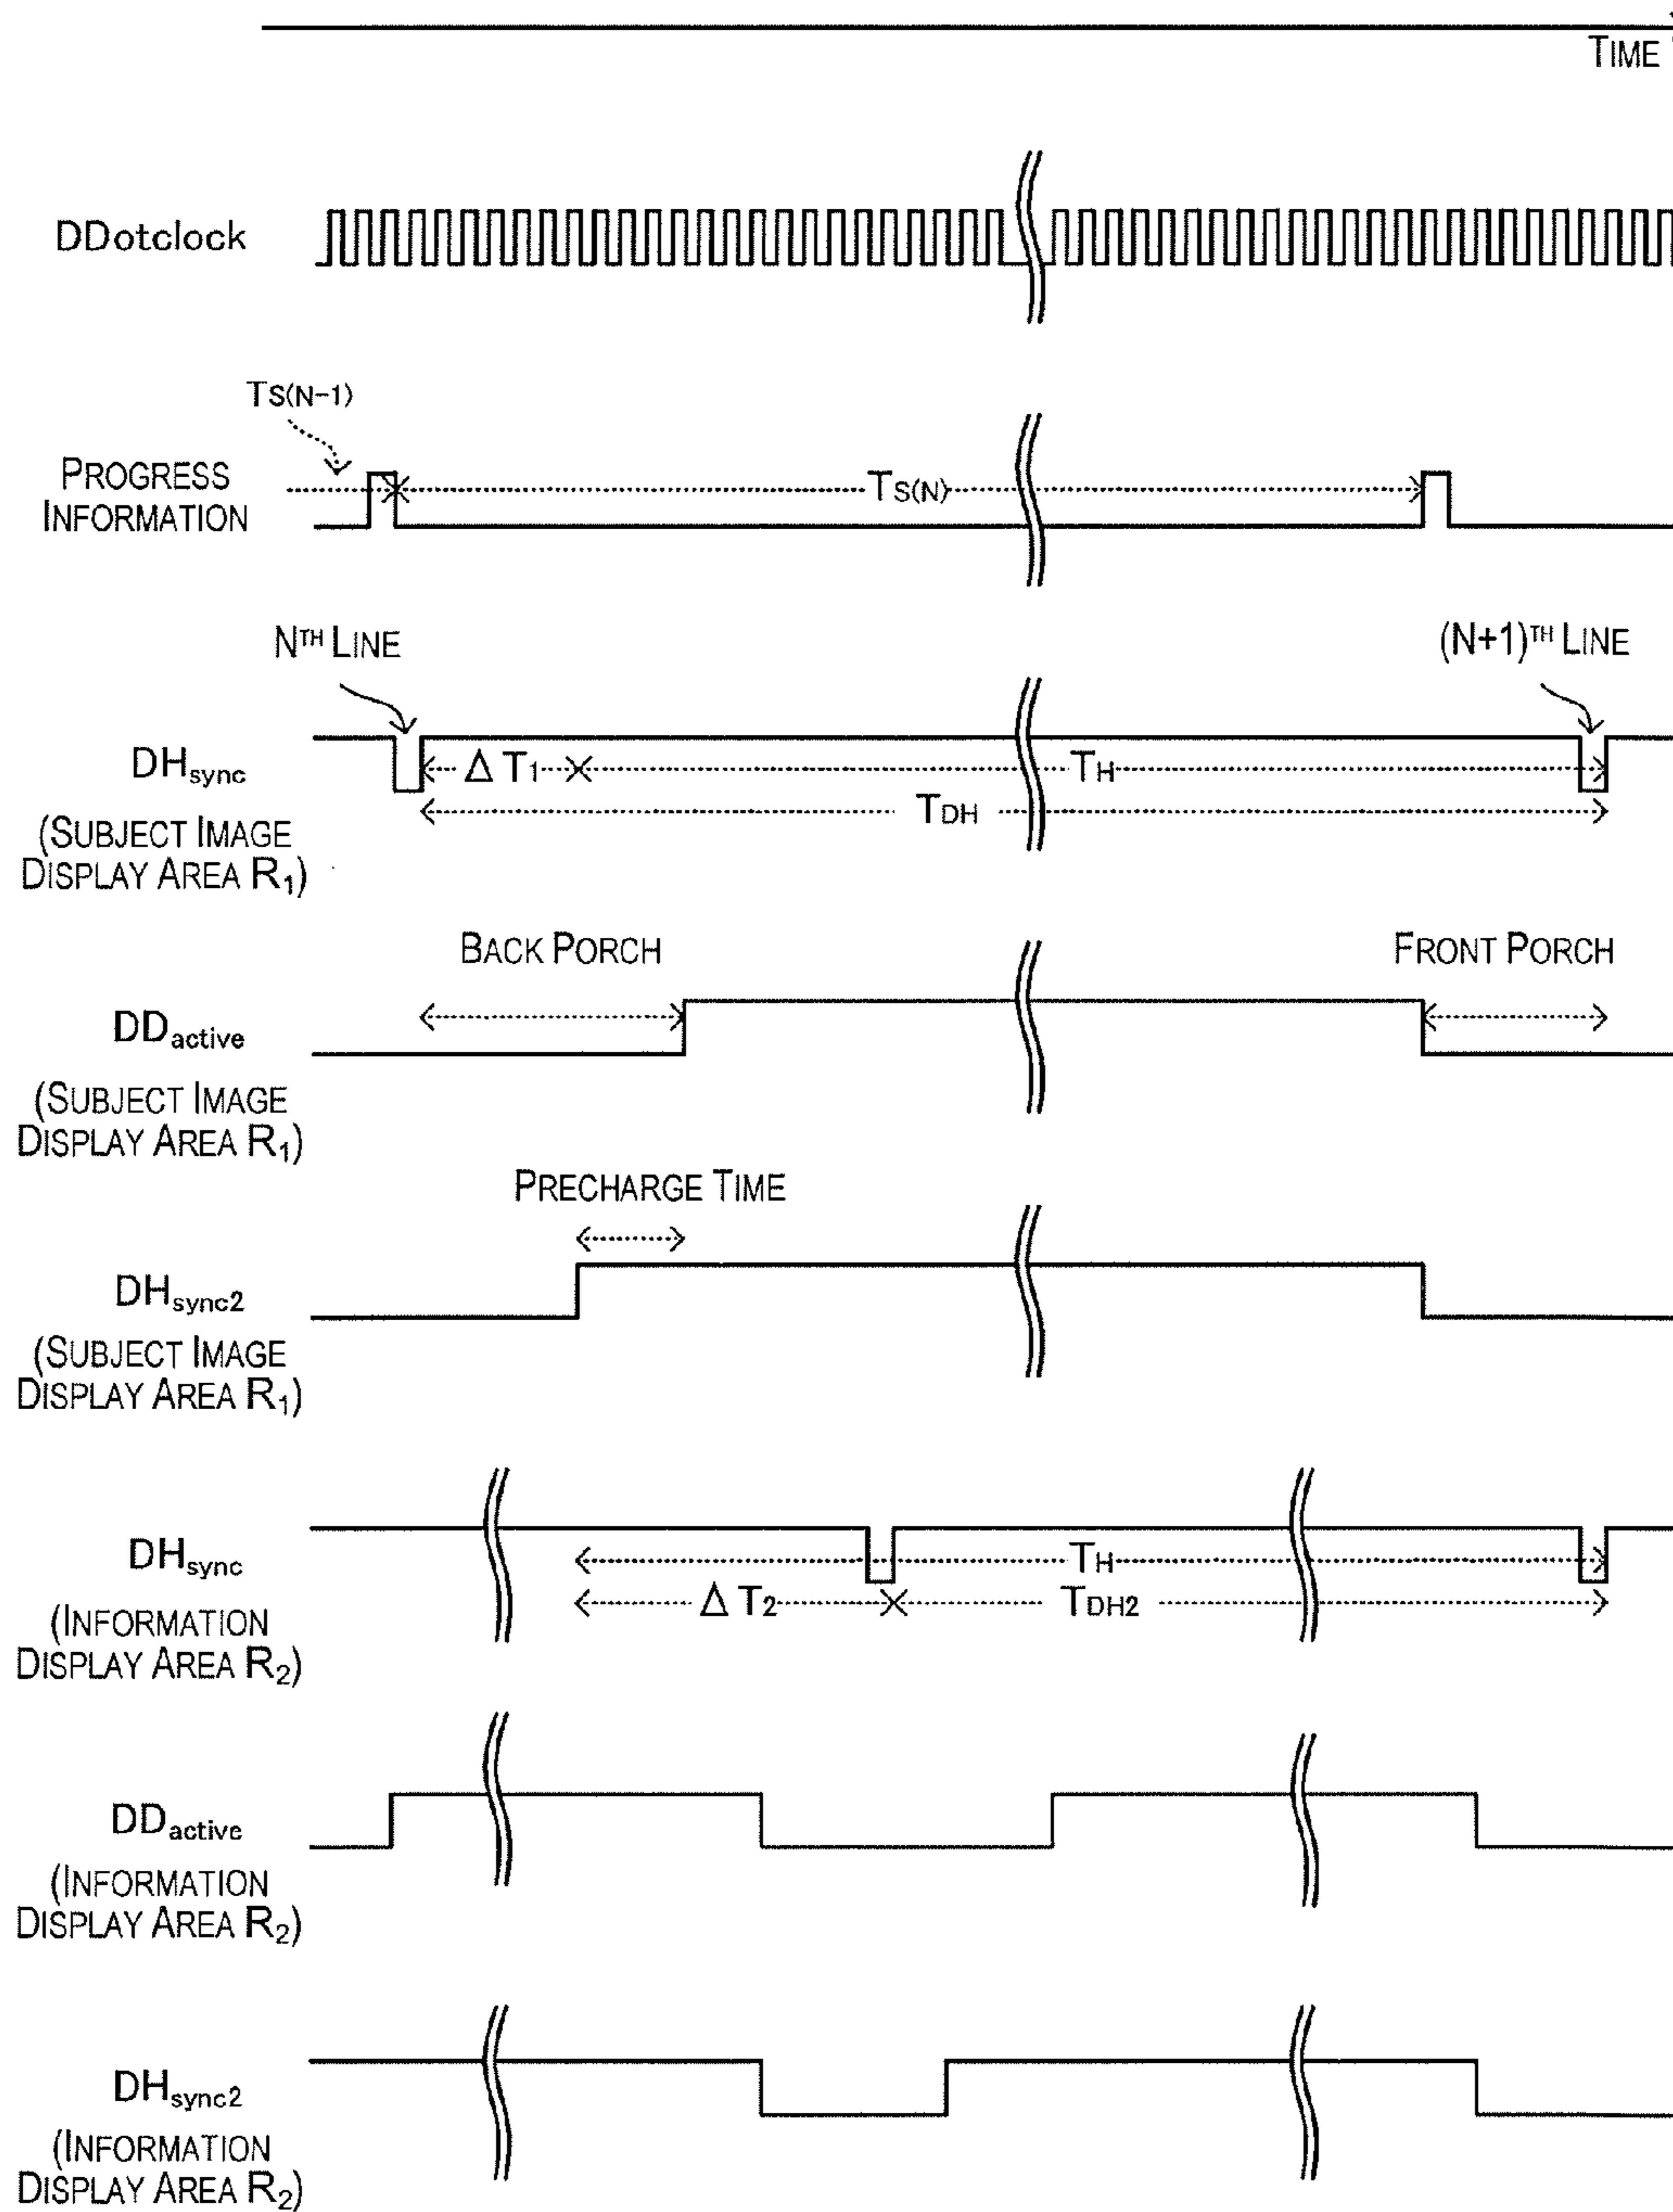 TIME
DDotclock
TS(N-1)
PROGRESS
INFORMATION
TS(N)
NTH LINE
(N+1)TH LINE
DHsync
ΔT1
TH
TDH
(SUBJECT IMAGE
DISPLAY AREA R1)
BACK PORCH
FRONT PORCH
DDactive
(SUBJECT IMAGE
DISPLAY AREA R1)
PRECHARGE TIME
DHsync2
(SUBJECT IMAGE
DISPLAY AREA R1)
DHsync
TH
ΔT2
TDH2
(INFORMATION
DISPLAY AREA R2)
DDactive
(INFORMATION
DISPLAY AREA R2)
DHsync2
(INFORMATION
DISPLAY AREA R2)